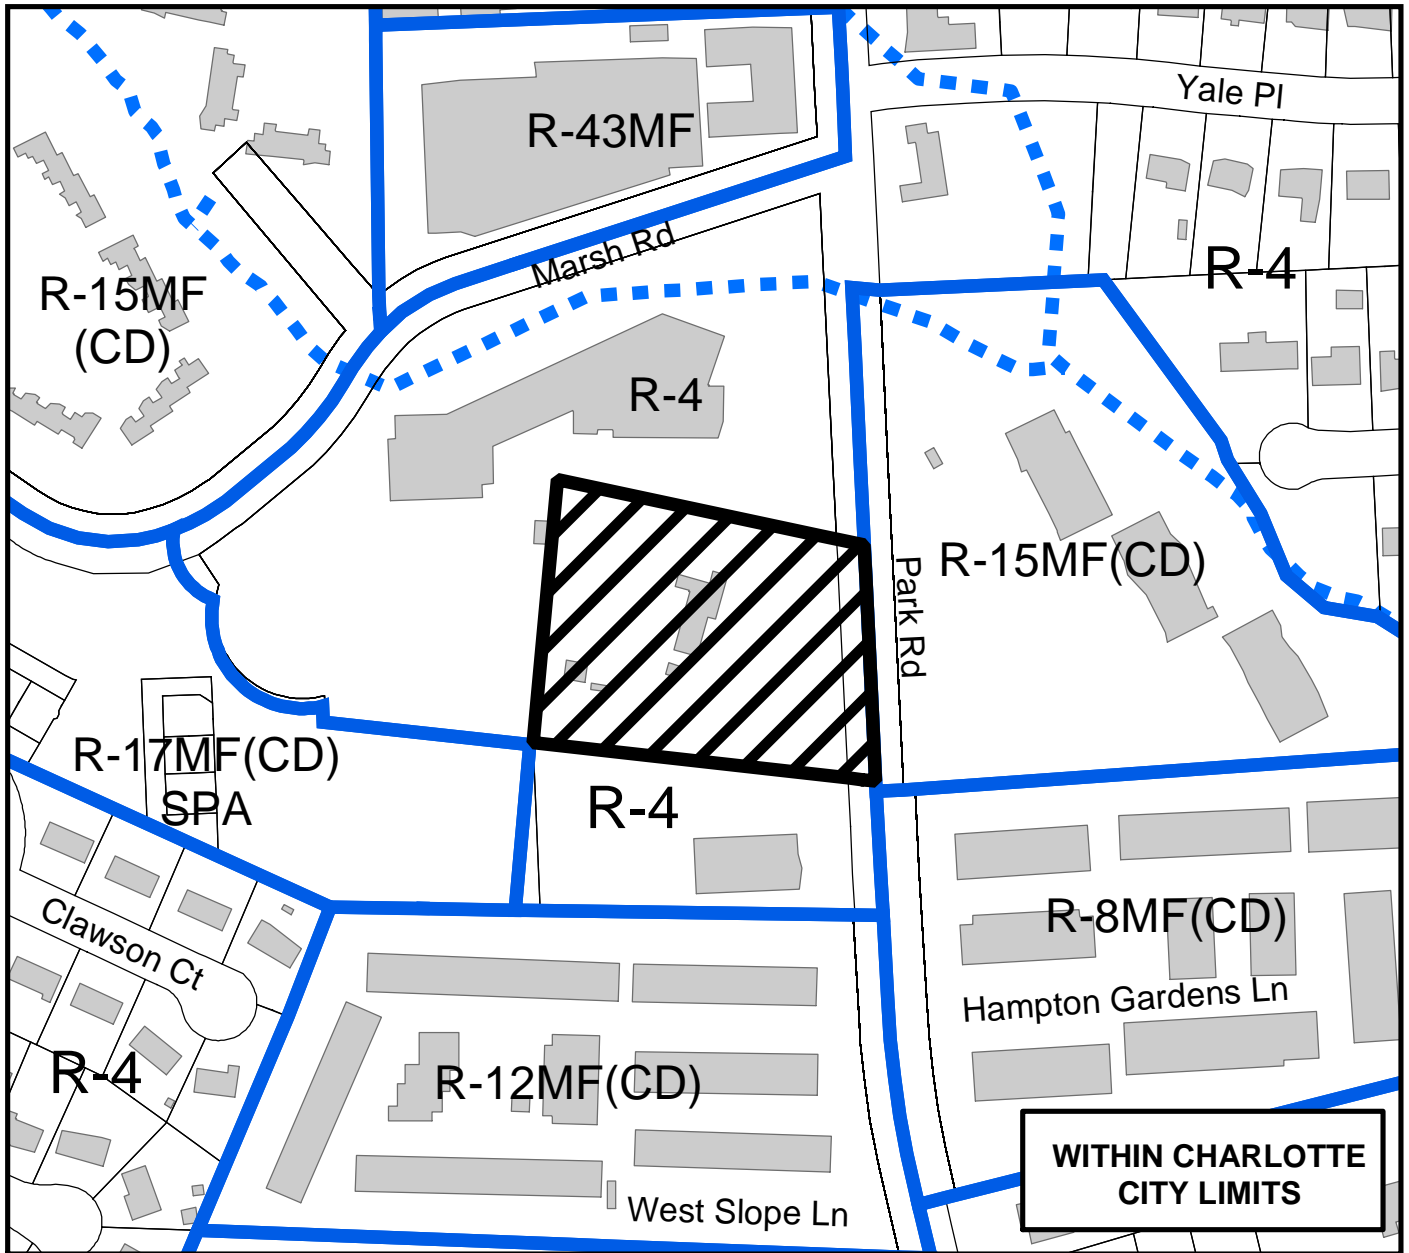 Yale Pl
R-43MF
Marsh Rd
R-4
R-15MF
(CD)
R-4
R-15MF(CD)
Park Rd
R-17MF(CD)
SPA
R-4
Clawson Ct
R-8MF(CD)
Hampton Gardens Ln
R-4
R-12MF(CD)
WITHIN CHARLOTTE
CITY LIMITS
West Slope Ln